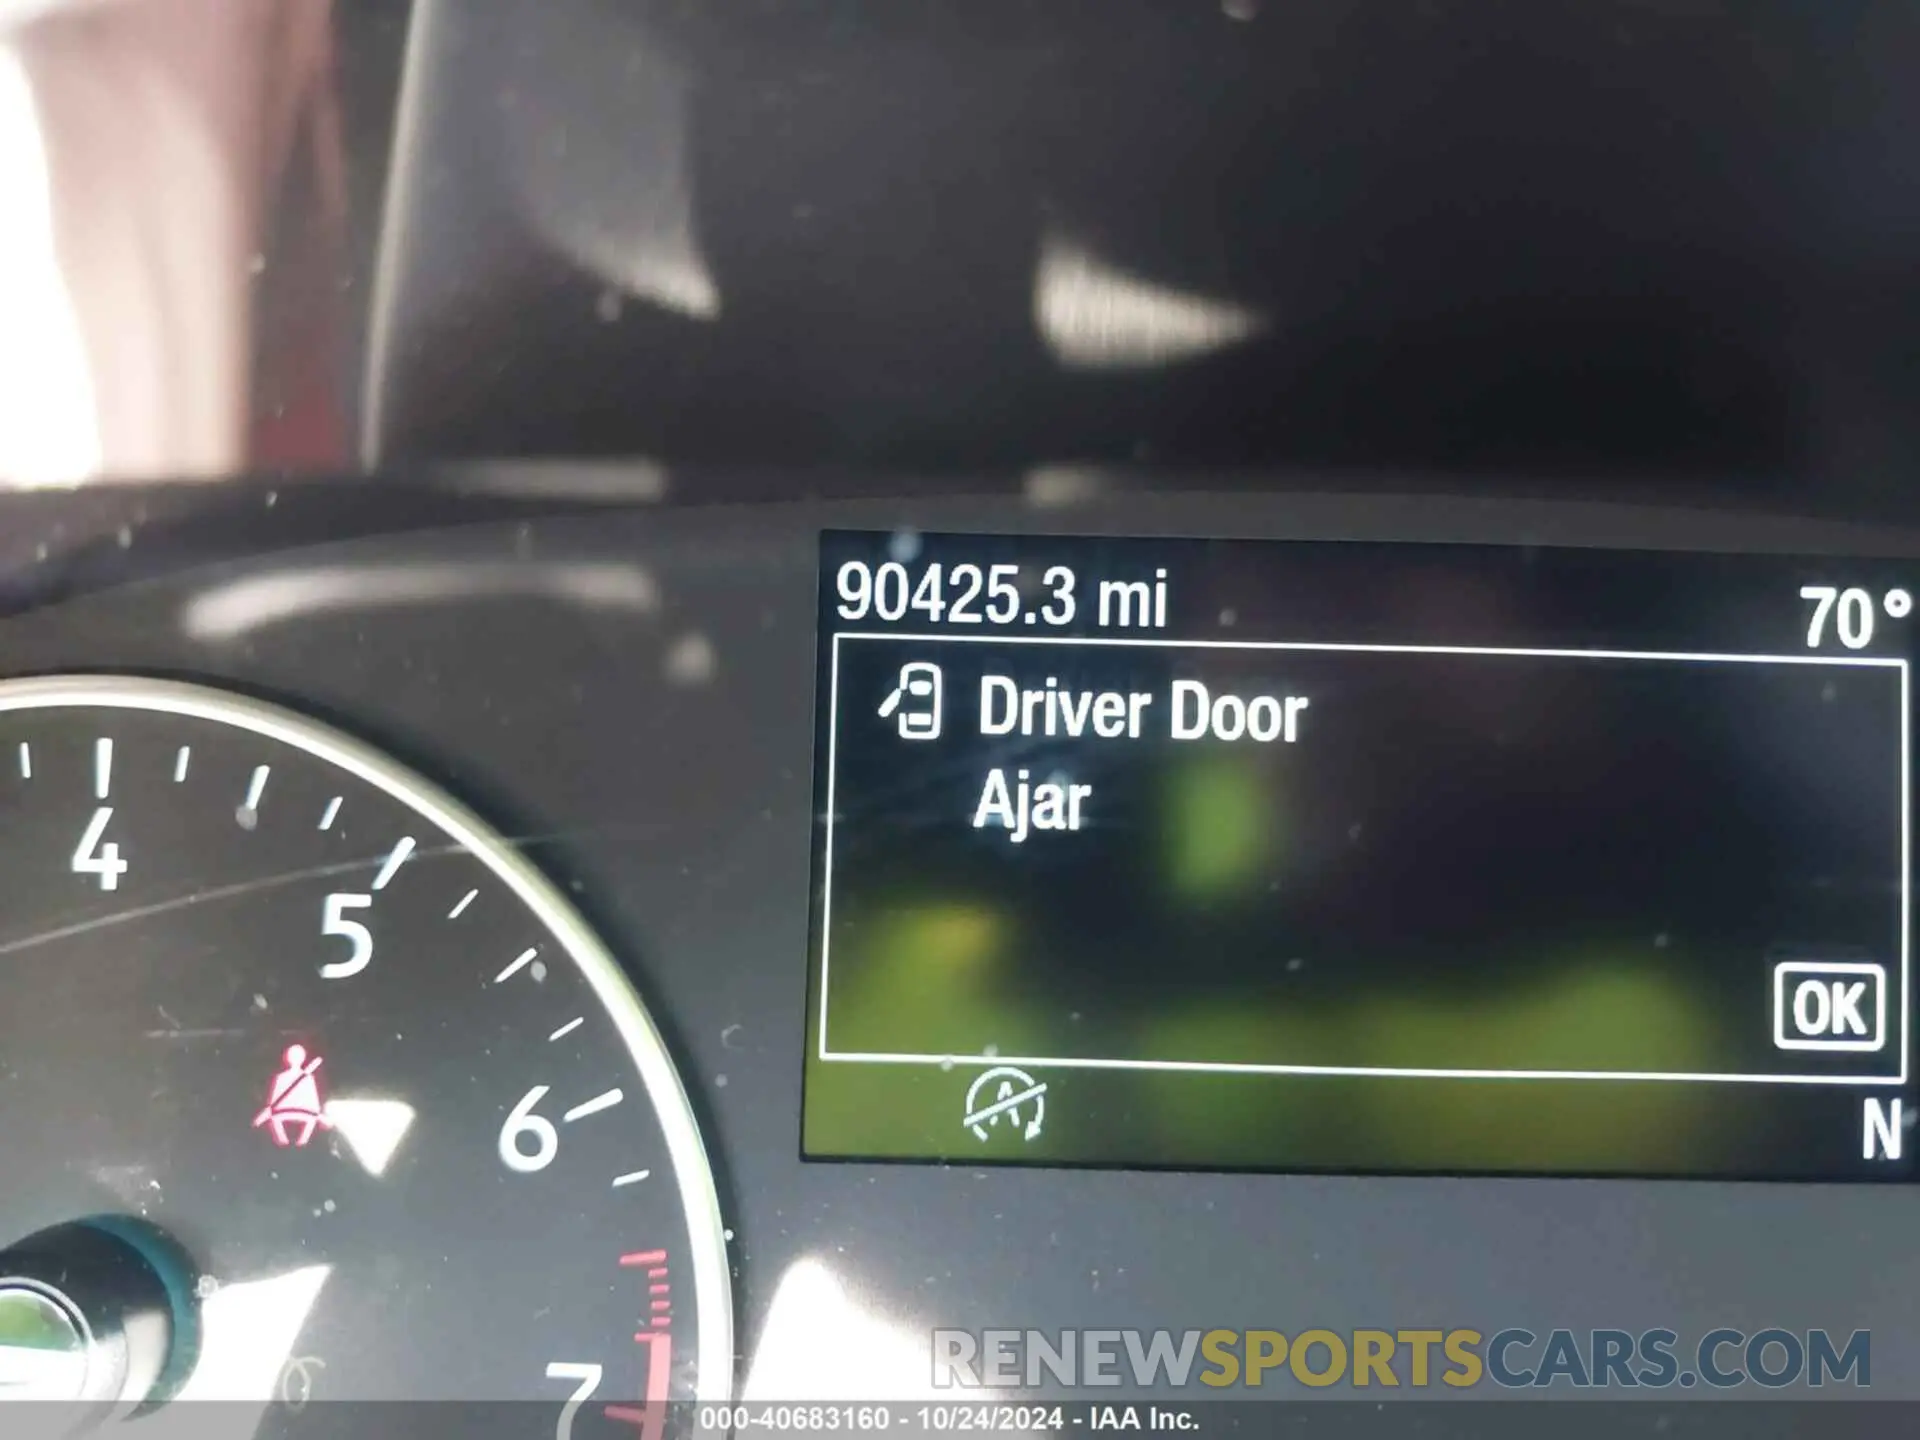 90425.3 mi 70°
Driver Door
Ajar
OK
A
N
4
5
6
7
RENEWSPORTSCARS.COM
000-40683160 - 10/24/2024 - IAA Inc.